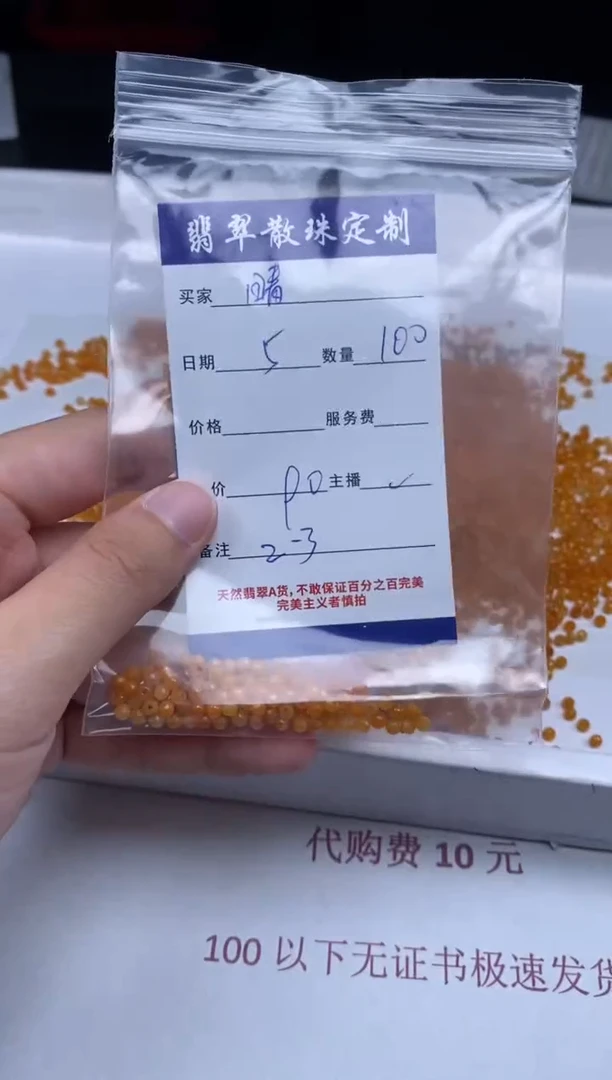 翡翠散珠定制
买家 晴
日期 5 数量 100
价格 服务费
价 90 主播 ✓
备注 2-3
天然翡翠A货,不敢保证百分之百完美
完美主义者慎拍
代购费 10 元
100 以下无证书极速发货